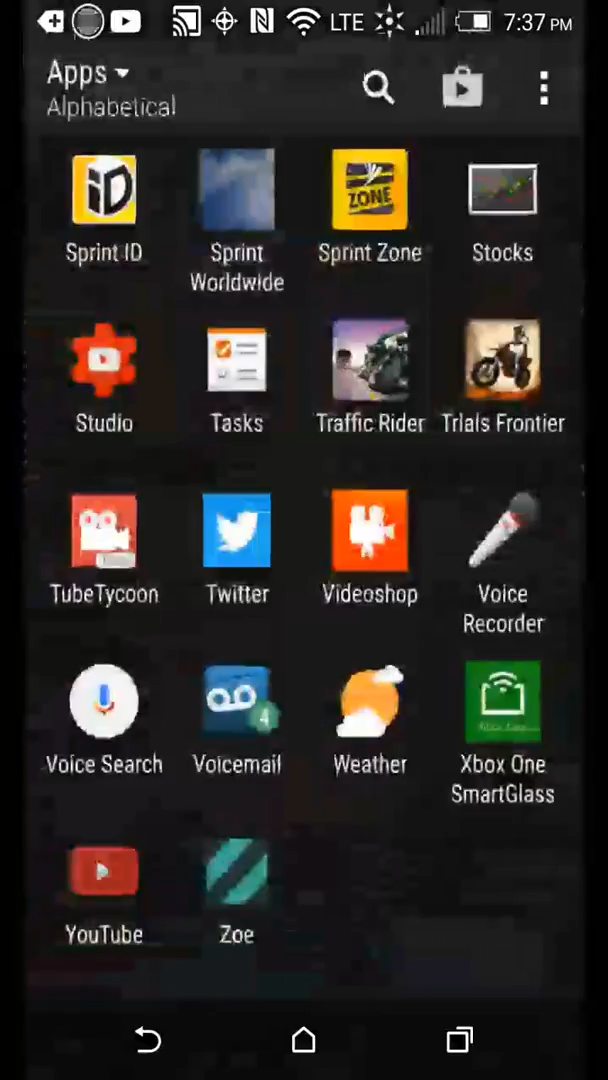 LTE 7:37 PM
Apps
Alphabetical
iD
ZONE
Sprint ID
Sprint Worldwide
Sprint Zone
Stocks
Studio
Tasks
Traffic Rider
Trials Frontier
TubeTycoon
Twitter
Videoshop
Voice Recorder
4
Voice Search
Voicemail
Weather
Xbox One SmartGlass
YouTube
Zoe